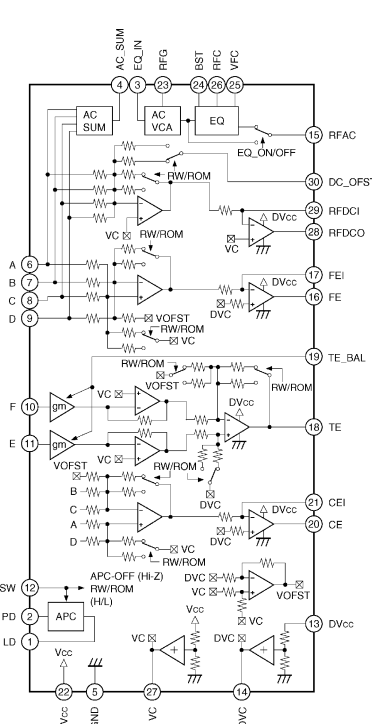 AC_SUM EQ_IN RFG BST RFC VFC
4 3 23 24 26 25
AC SUM
AC VCA
EQ
15 RFAC
EQ_ON/OFF
30 DC_OFST
RW/ROM
29 RFDCI
DVcc
28 RFDCO
VC
VC RW/ROM
A 6
B 7
C 8
D 9
17 FEI
DVcc
16 FE
DVC
VOFST
RW/ROM
VC
19 TE_BAL
RW/ROM
VOFST
RW/ROM
DVcc
VC
F 10 gm
18 TE
E 11 gm
VC
VOFST
RW/ROM
DVC
B
C
A
D
21 CEI
DVcc
20 CE
DVC
VC
RW/ROM
SW 12
APC-OFF (Hi-Z)
RW/ROM
(H/L)
PD 2
APC
LD 1
DVC
VC
VOFST
VC
13 DVcc
Vcc
Vcc
VC
DVC
22 5 27 14
Vcc GND VC DVC